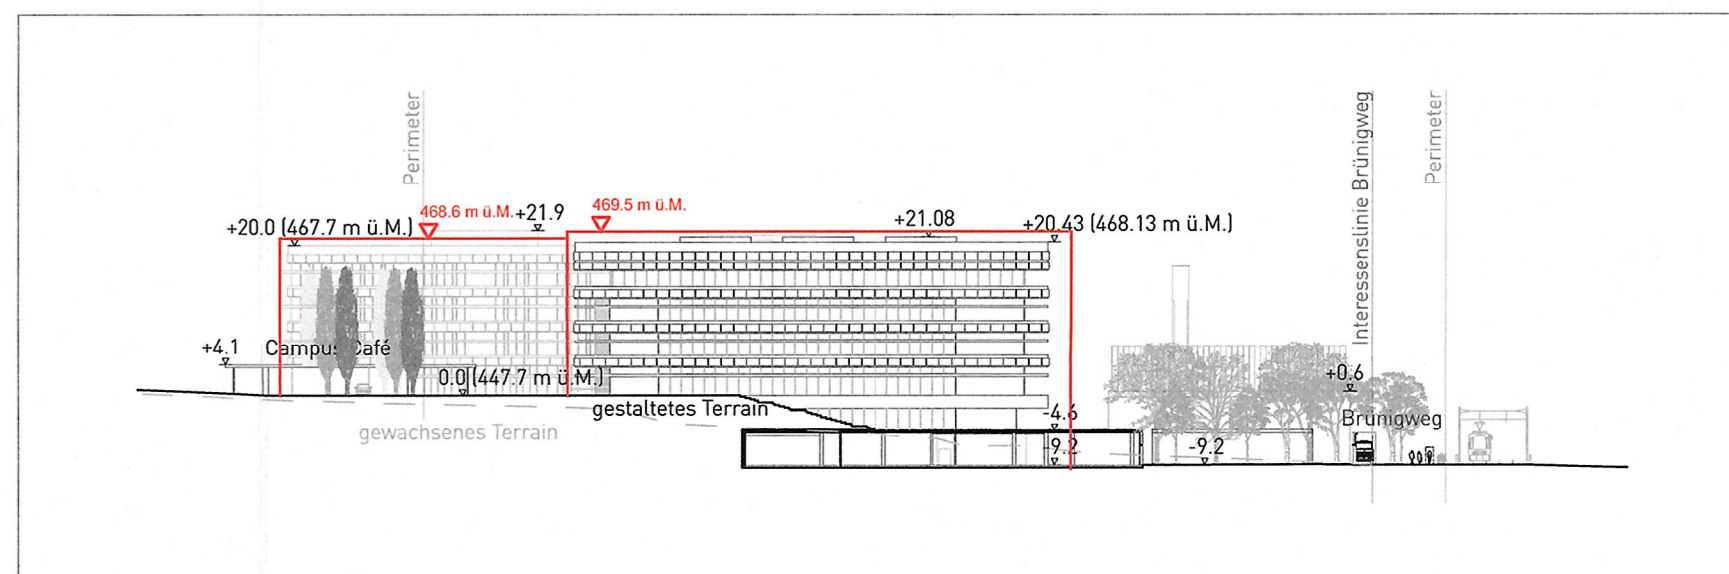 Perimeter
Interessenslinie Brünigweg
Perimeter
468.6 m ü.M.
+21.9
469.5 m ü.M.
+20.0 (467.7 m ü.M.)
+21.08
+20.43 (468.13 m ü.M.)
+4.1
Campus Café
0.0 (447.7 m ü.M.)
+0.6
gestaltetes Terrain
-4.6
Brünigweg
gewachsenes Terrain
-9.2
-9.2